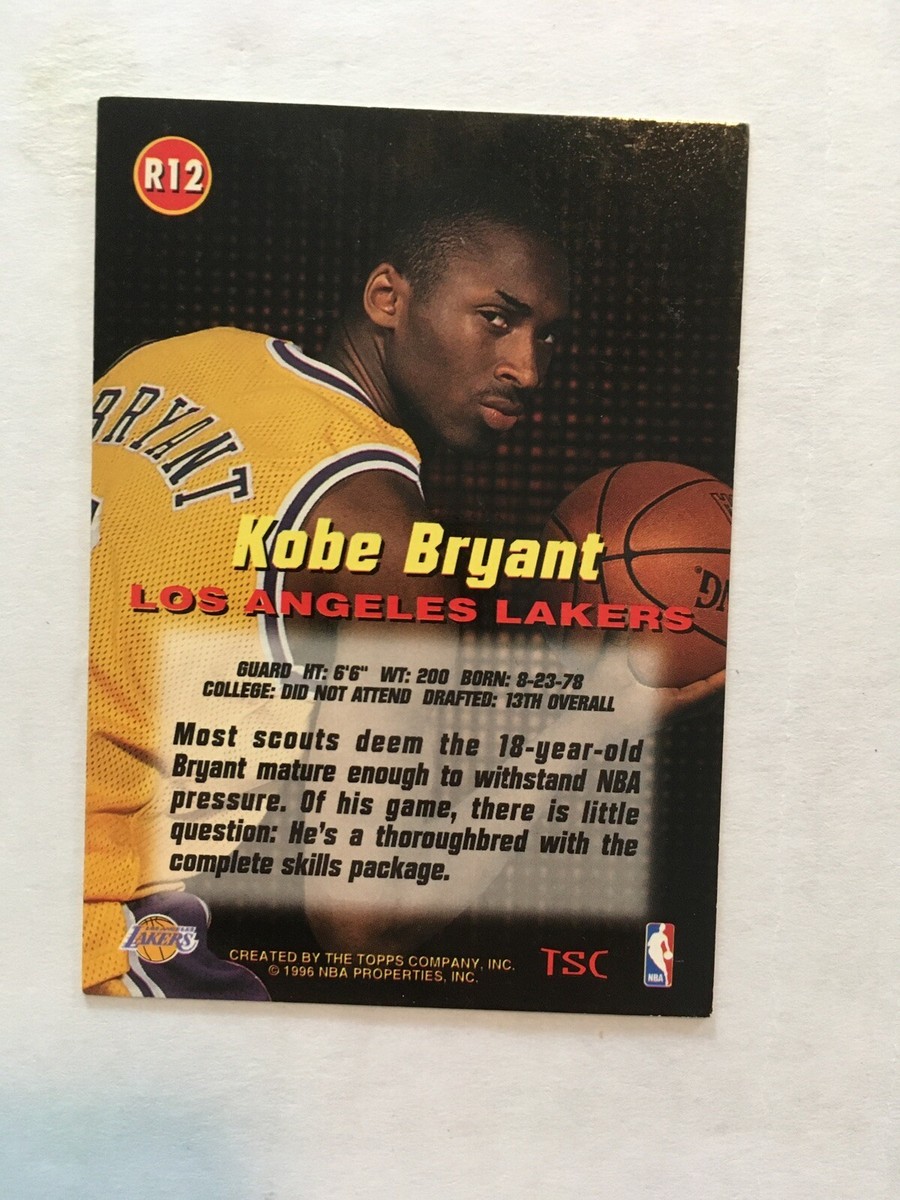 R12
BRYANT
Kobe Bryant
LOS ANGELES LAKERS
GUARD HT: 6'6" WT: 200 BORN: 8-23-78
COLLEGE: DID NOT ATTEND DRAFTED: 13TH OVERALL
Most scouts deem the 18-year-old
Bryant mature enough to withstand NBA
pressure. Of his game, there is little
question: He's a thoroughbred with the
complete skills package.
LOS ANGELES
LAKERS
CREATED BY THE TOPPS COMPANY, INC.
© 1996 NBA PROPERTIES, INC.
TSC
NBA